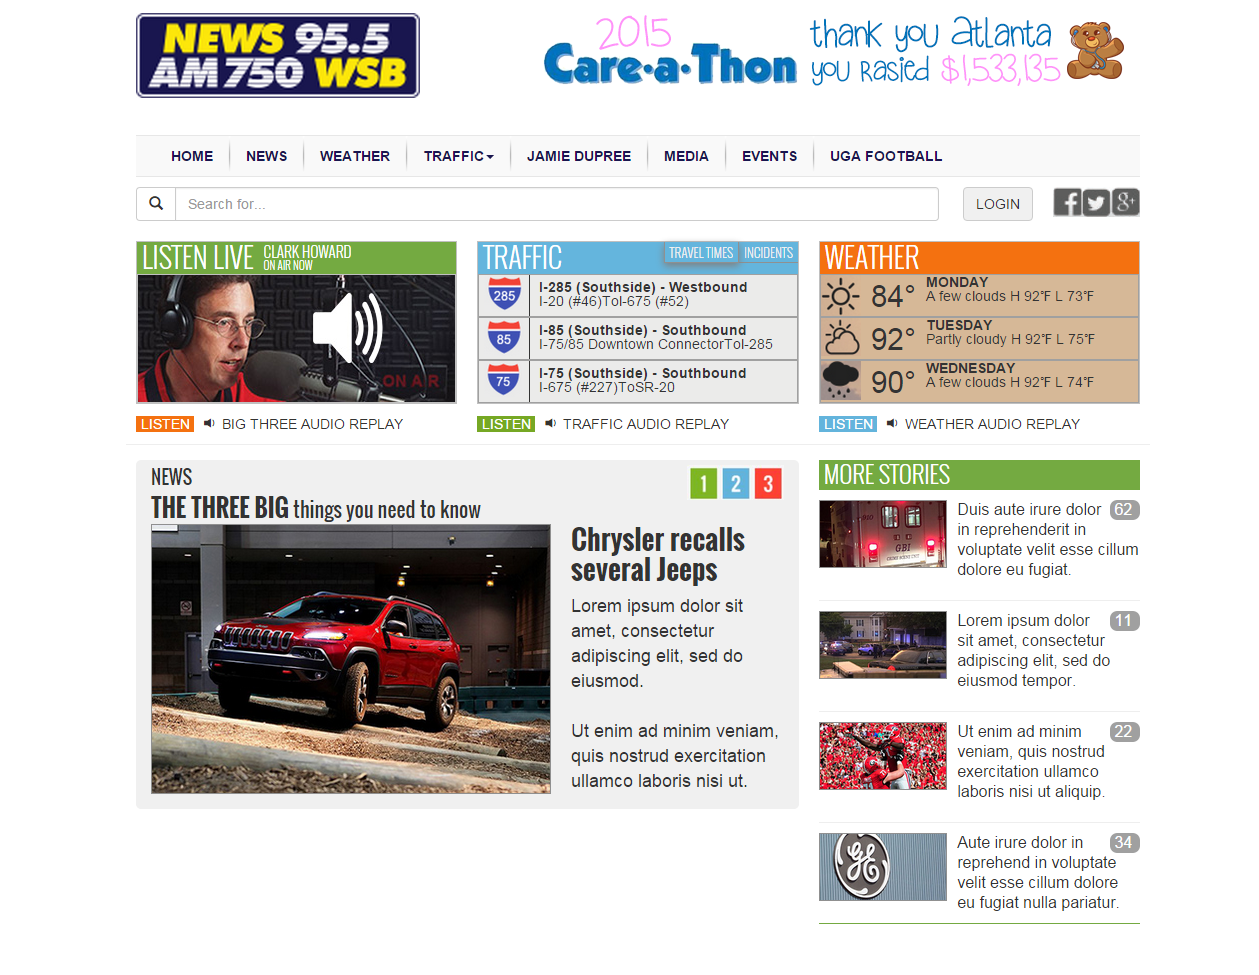 NEWS 95.5
AM 750 WSB
2015
Care•a•Thon
thank you Atlanta
you rasied $1,533,135
HOME
NEWS
WEATHER
TRAFFIC
JAMIE DUPREE
MEDIA
EVENTS
UGA FOOTBALL
Search for...
LOGIN
LISTEN LIVE
CLARK HOWARD
ON AIR NOW
ON AIR
LISTEN
BIG THREE AUDIO REPLAY
TRAFFIC
TRAVEL TIMES
INCIDENTS
285
I-285 (Southside) - Westbound
I-20 (#46)ToI-675 (#52)
85
I-85 (Southside) - Southbound
I-75/85 Downtown ConnectorToI-285
75
I-75 (Southside) - Southbound
I-675 (#227)ToSR-20
LISTEN
TRAFFIC AUDIO REPLAY
WEATHER
84°
MONDAY
A few clouds H 92°F L 73°F
92°
TUESDAY
Partly cloudy H 92°F L 75°F
90°
WEDNESDAY
A few clouds H 92°F L 74°F
LISTEN
WEATHER AUDIO REPLAY
NEWS
1 2 3
THE THREE BIG things you need to know
Chrysler recalls
several Jeeps
Lorem ipsum dolor sit
amet, consectetur
adipiscing elit, sed do
eiusmod.
Ut enim ad minim veniam,
quis nostrud exercitation
ullamco laboris nisi ut.
MORE STORIES
GBI
Duis aute irure dolor 62
in reprehenderit in
voluptate velit esse cillum
dolore eu fugiat.
Lorem ipsum dolor 11
sit amet, consectetur
adipiscing elit, sed do
eiusmod tempor.
Ut enim ad minim 22
veniam, quis nostrud
exercitation ullamco
laboris nisi ut aliquip.
Aute irure dolor in 34
reprehend in voluptate
velit esse cillum dolore
eu fugiat nulla pariatur.